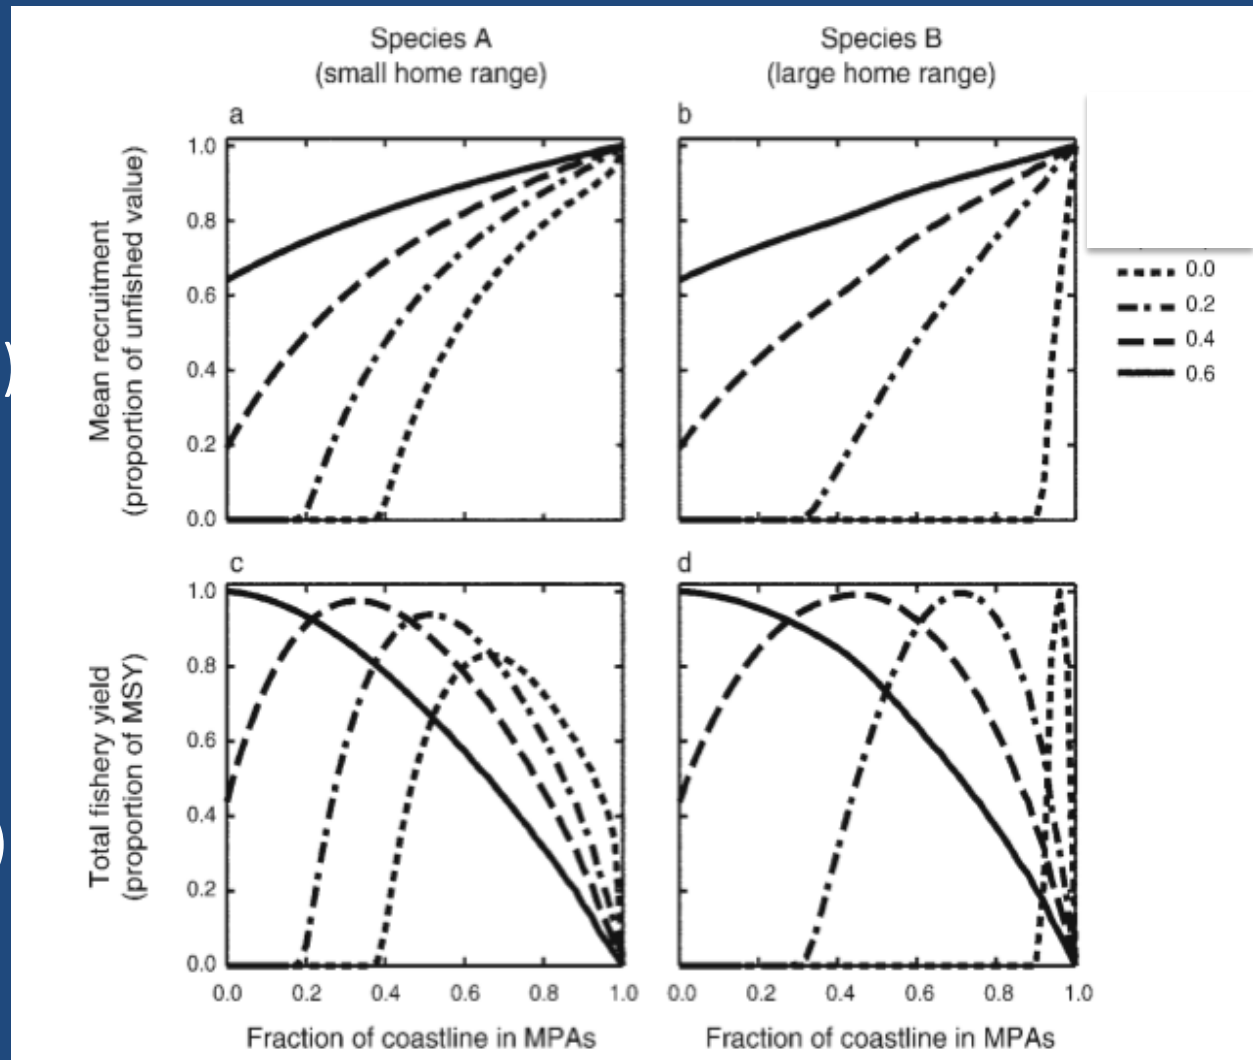 Species A
(small home range)
Species B
(large home range)
a
b
Mean recruitment
(proportion of unfished value)
1.0
0.8
0.6
0.4
0.2
0.0
0.0
0.2
0.4
0.6
)
c
d
Total fishery yield
(proportion of MSY)
1.0
0.8
0.6
0.4
0.2
0.0
)
0.0 0.2 0.4 0.6 0.8 1.0
0.0 0.2 0.4 0.6 0.8 1.0
Fraction of coastline in MPAs
Fraction of coastline in MPAs